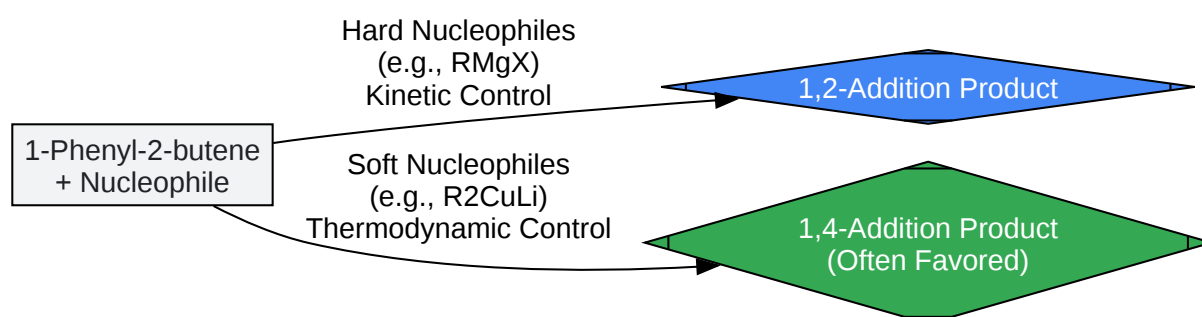 Hard Nucleophiles
(e.g., RMgX)
Kinetic Control
1,2-Addition Product
1-Phenyl-2-butene
+ Nucleophile
Soft Nucleophiles
(e.g., R2CuLi)
Thermodynamic Control
1,4-Addition Product
(Often Favored)